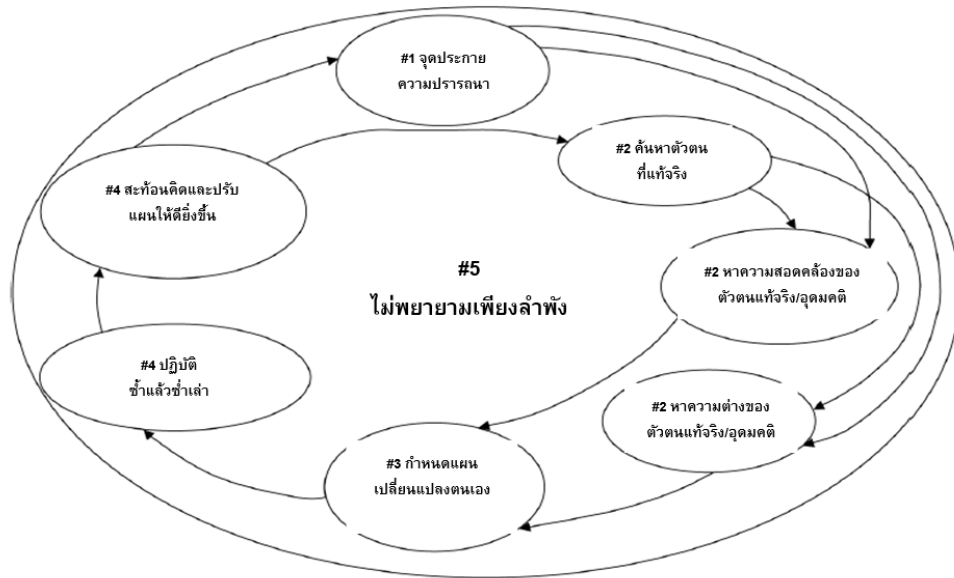 #1 จุดประกาย
ความปรารถนา
#2 ค้นหาตัวตน
ที่แท้จริง
#4 สะท้อนคิดและปรับ
แผนให้ดียิ่งขึ้น
#5
ไม่พยายามเพียงลำพัง
#2 หาความสอดคล้องของ
ตัวตนแท้จริง/อุดมคติ
#4 ปฏิบัติ
ซ้ำแล้วซ้ำเล่า
#2 หาความต่างของ
ตัวตนแท้จริง/อุดมคติ
#3 กำหนดแผน
เปลี่ยนแปลงตนเอง